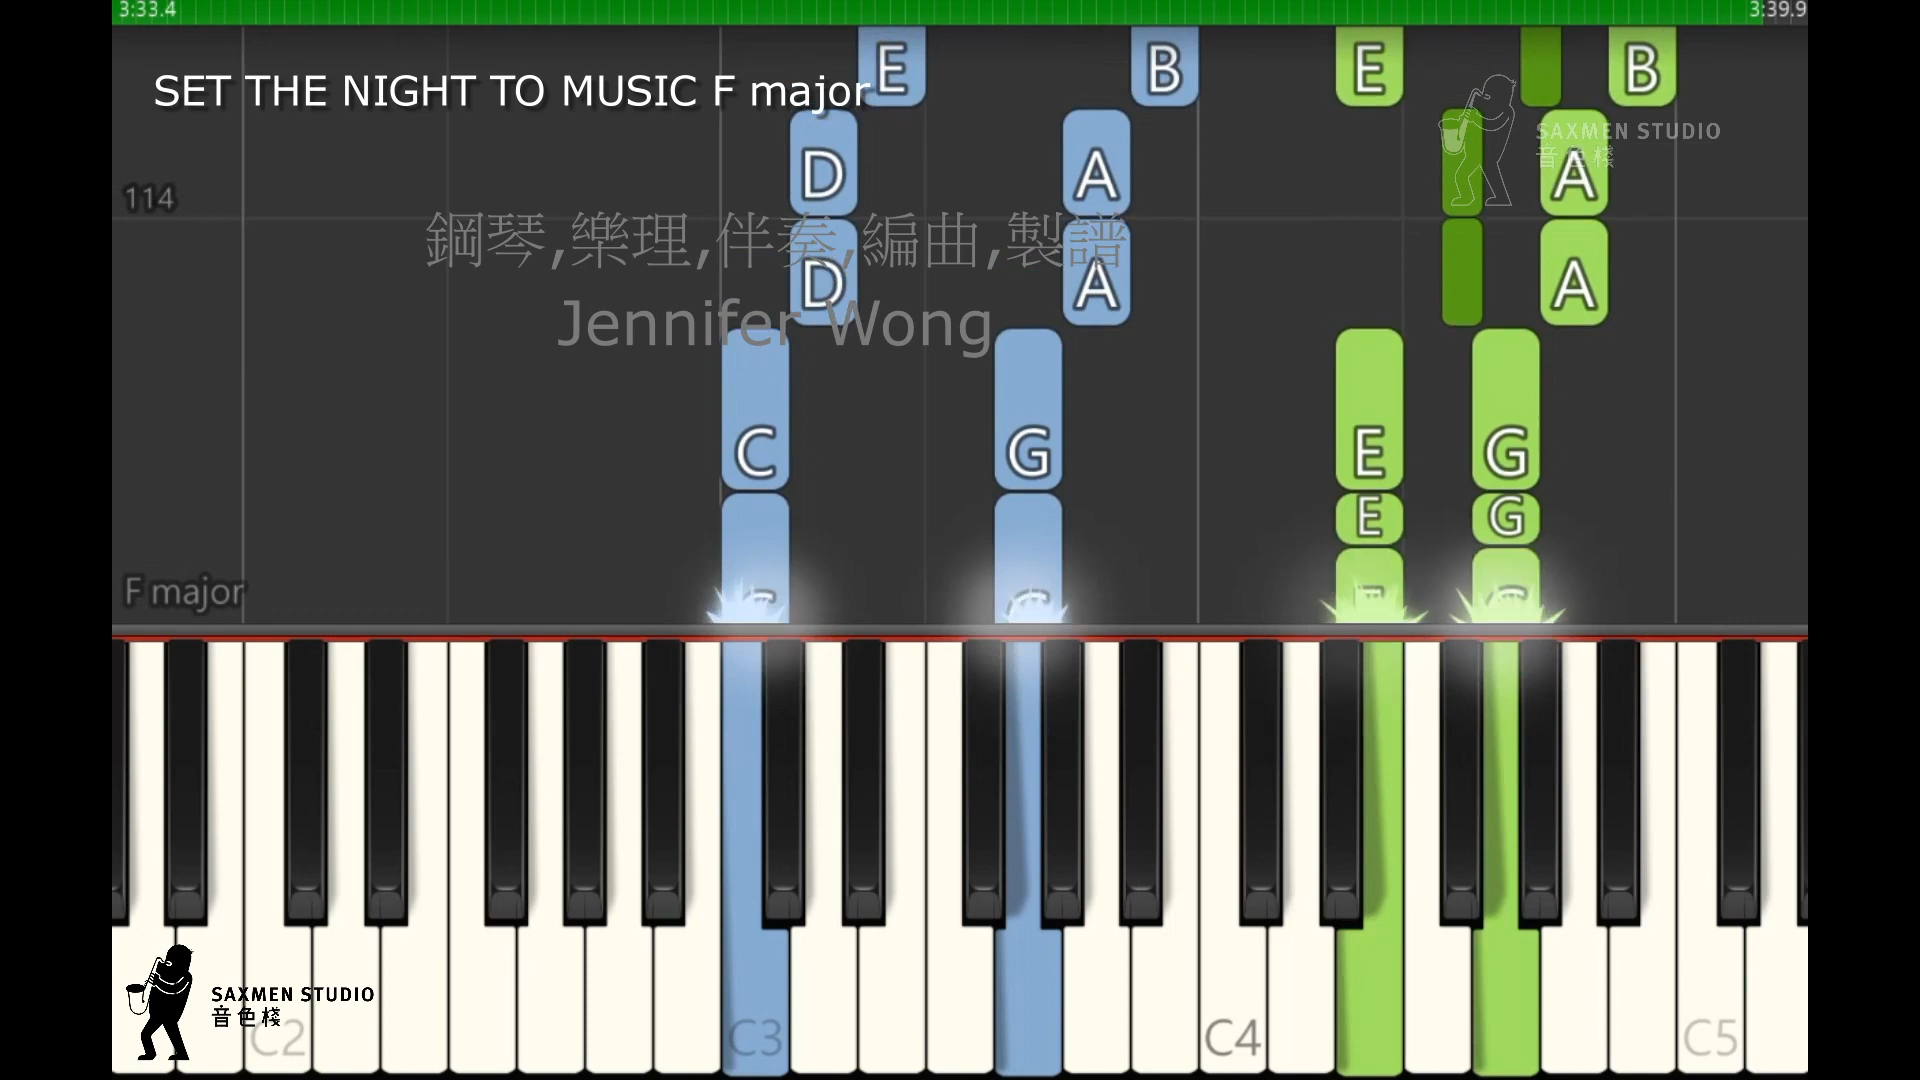 3:33.4 3:39.9
SET THE NIGHT TO MUSIC F major
E B E B
SAXMEN STUDIO
音色棧
D A A
114
鋼琴,樂理,伴奏,編曲,製譜
D A A
Jennifer Wong
C G E G
E G
F major
SAXMEN STUDIO
音色棧
C2 C3 C4 C5